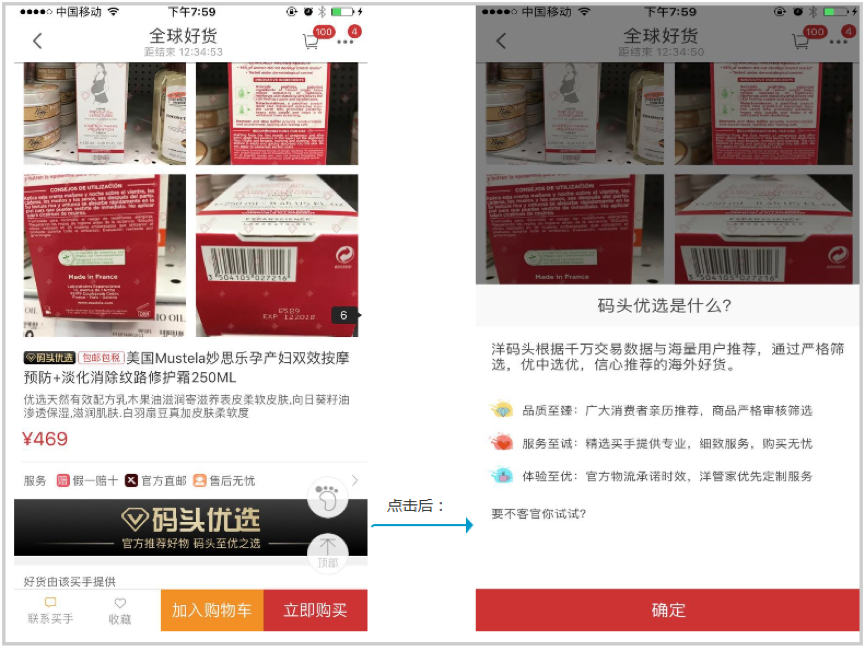 中国移动
下午7:59
全球好货
距结束 12:34:53
100
4
CONSEJOS DE UTILIZACIÓN
Made in France
3504105027216
EXP 122018
6
码头优选 包邮包税 美国Mustela妙思乐孕产妇双效按摩
预防+淡化消除纹路修护霜250ML
优选天然有效配方乳木果油滋润寄滋养表皮柔软皮肤,向日葵籽油
渗透保湿,滋润肌肤.白羽扇豆真加皮肤柔软度
¥469
服务 赔 假一赔十 官方直邮 售后无忧
码头优选
官方推荐好物 码头至优之选
顶部
好货由该买手提供
联系买手
收藏
加入购物车
立即购买
点击后：
中国移动
下午7:59
全球好货
距结束 12:34:50
100
4
CONSEJOS DE UTILIZACIÓN
Made in France
3504105027216
码头优选是什么?
洋码头根据千万交易数据与海量用户推荐，通过严格筛
选，优中选优，信心推荐的海外好货。
品质至臻：广大消费者亲历推荐，商品严格审核筛选
服务至诚：精选买手提供专业，细致服务，购买无忧
体验至优：官方物流承诺时效，洋管家优先定制服务
要不客官你试试?
确定